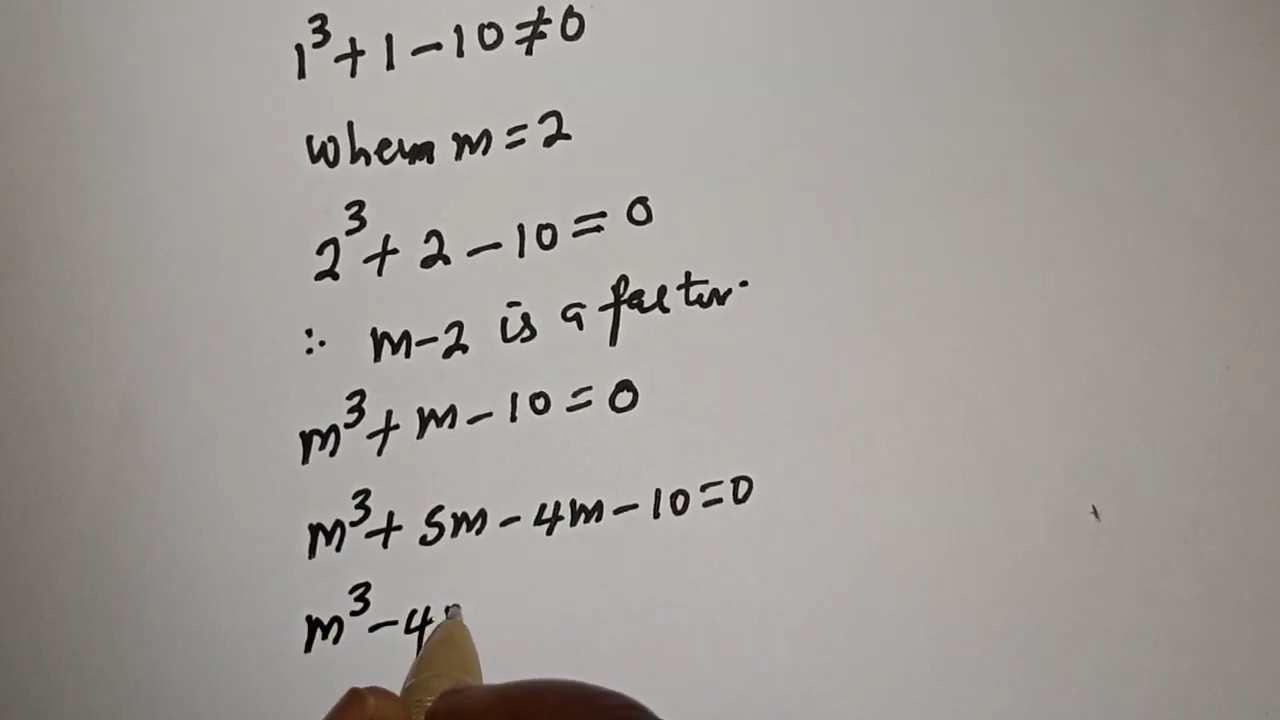 1³+1-10≠0
when m=2
2³+2-10=0
∴ m-2 is a factor.
m³+m-10=0
m³+5m-4m-10=0
m³-4